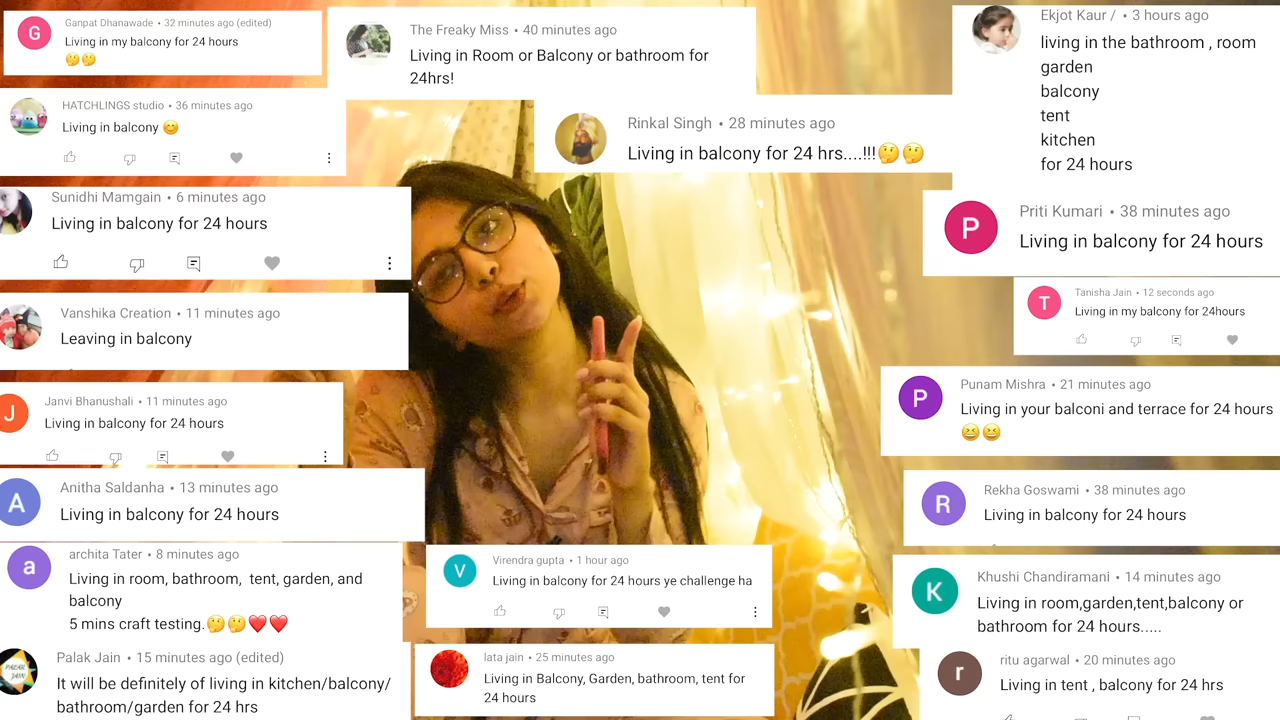 G
Ganpat Dhanawade • 32 minutes ago (edited)
Living in my balcony for 24 hours
🤔🤔
HATCHLINGS studio • 36 minutes ago
Living in balcony 😊
Sunidhi Mamgain • 6 minutes ago
Living in balcony for 24 hours
Vanshika Creation • 11 minutes ago
Leaving in balcony
J
Janvi Bhanushali • 11 minutes ago
Living in balcony for 24 hours
A
Anitha Saldanha • 13 minutes ago
Living in balcony for 24 hours
a
archita Tater • 8 minutes ago
Living in room, bathroom,  tent, garden, and
balcony
5 mins craft testing.🤔🤔❤️❤️
PALAK
JAIN
Palak Jain • 15 minutes ago (edited)
It will be definitely of living in kitchen/balcony/
bathroom/garden for 24 hrs
The Freaky Miss • 40 minutes ago
Living in Room or Balcony or bathroom for
24hrs!
Rinkal Singh • 28 minutes ago
Living in balcony for 24 hrs....!!!🤔🤔
V
Virendra gupta • 1 hour ago
Living in balcony for 24 hours ye challenge ha
lata jain • 25 minutes ago
Living in Balcony, Garden, bathroom, tent for
24 hours
Ekjot Kaur / • 3 hours ago
living in the bathroom , room
garden
balcony
tent
kitchen
for 24 hours
P
Priti Kumari • 38 minutes ago
Living in balcony for 24 hours
T
Tanisha Jain • 12 seconds ago
Living in my balcony for 24hours
P
Punam Mishra • 21 minutes ago
Living in your balconi and terrace for 24 hours
😆😆
R
Rekha Goswami • 38 minutes ago
Living in balcony for 24 hours
K
Khushi Chandiramani • 14 minutes ago
Living in room,garden,tent,balcony or
bathroom for 24 hours.....
r
ritu agarwal • 20 minutes ago
Living in tent , balcony for 24 hrs